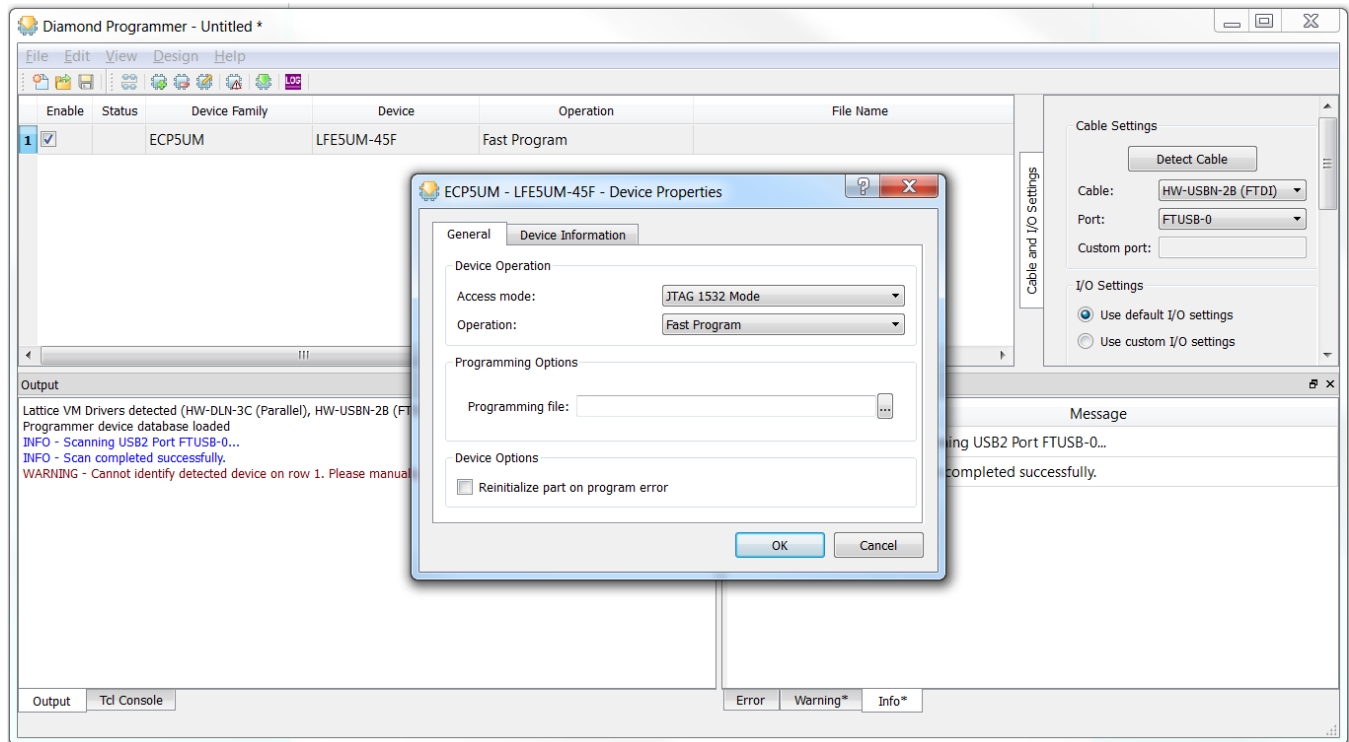 Diamond Programmer - Untitled *
File Edit View Design Help
LOG
Enable Status Device Family Device Operation File Name
1 ECP5UM LFE5UM-45F Fast Program
Cable and I/O Settings
Cable Settings
Detect Cable
Cable: HW-USBN-2B (FTDI)
Port: FTUSB-0
Custom port:
I/O Settings
Use default I/O settings
Use custom I/O settings
ECP5UM - LFE5UM-45F - Device Properties
General Device Information
Device Operation
Access mode: JTAG 1532 Mode
Operation: Fast Program
Programming Options
Programming file: ...
Device Options
Reinitialize part on program error
OK Cancel
Output
Lattice VM Drivers detected (HW-DLN-3C (Parallel), HW-USBN-2B (FT
Programmer device database loaded
INFO - Scanning USB2 Port FTUSB-0...
INFO - Scan completed successfully.
WARNING - Cannot identify detected device on row 1. Please manual
Message
ing USB2 Port FTUSB-0...
completed successfully.
Output Tcl Console
Error Warning* Info*